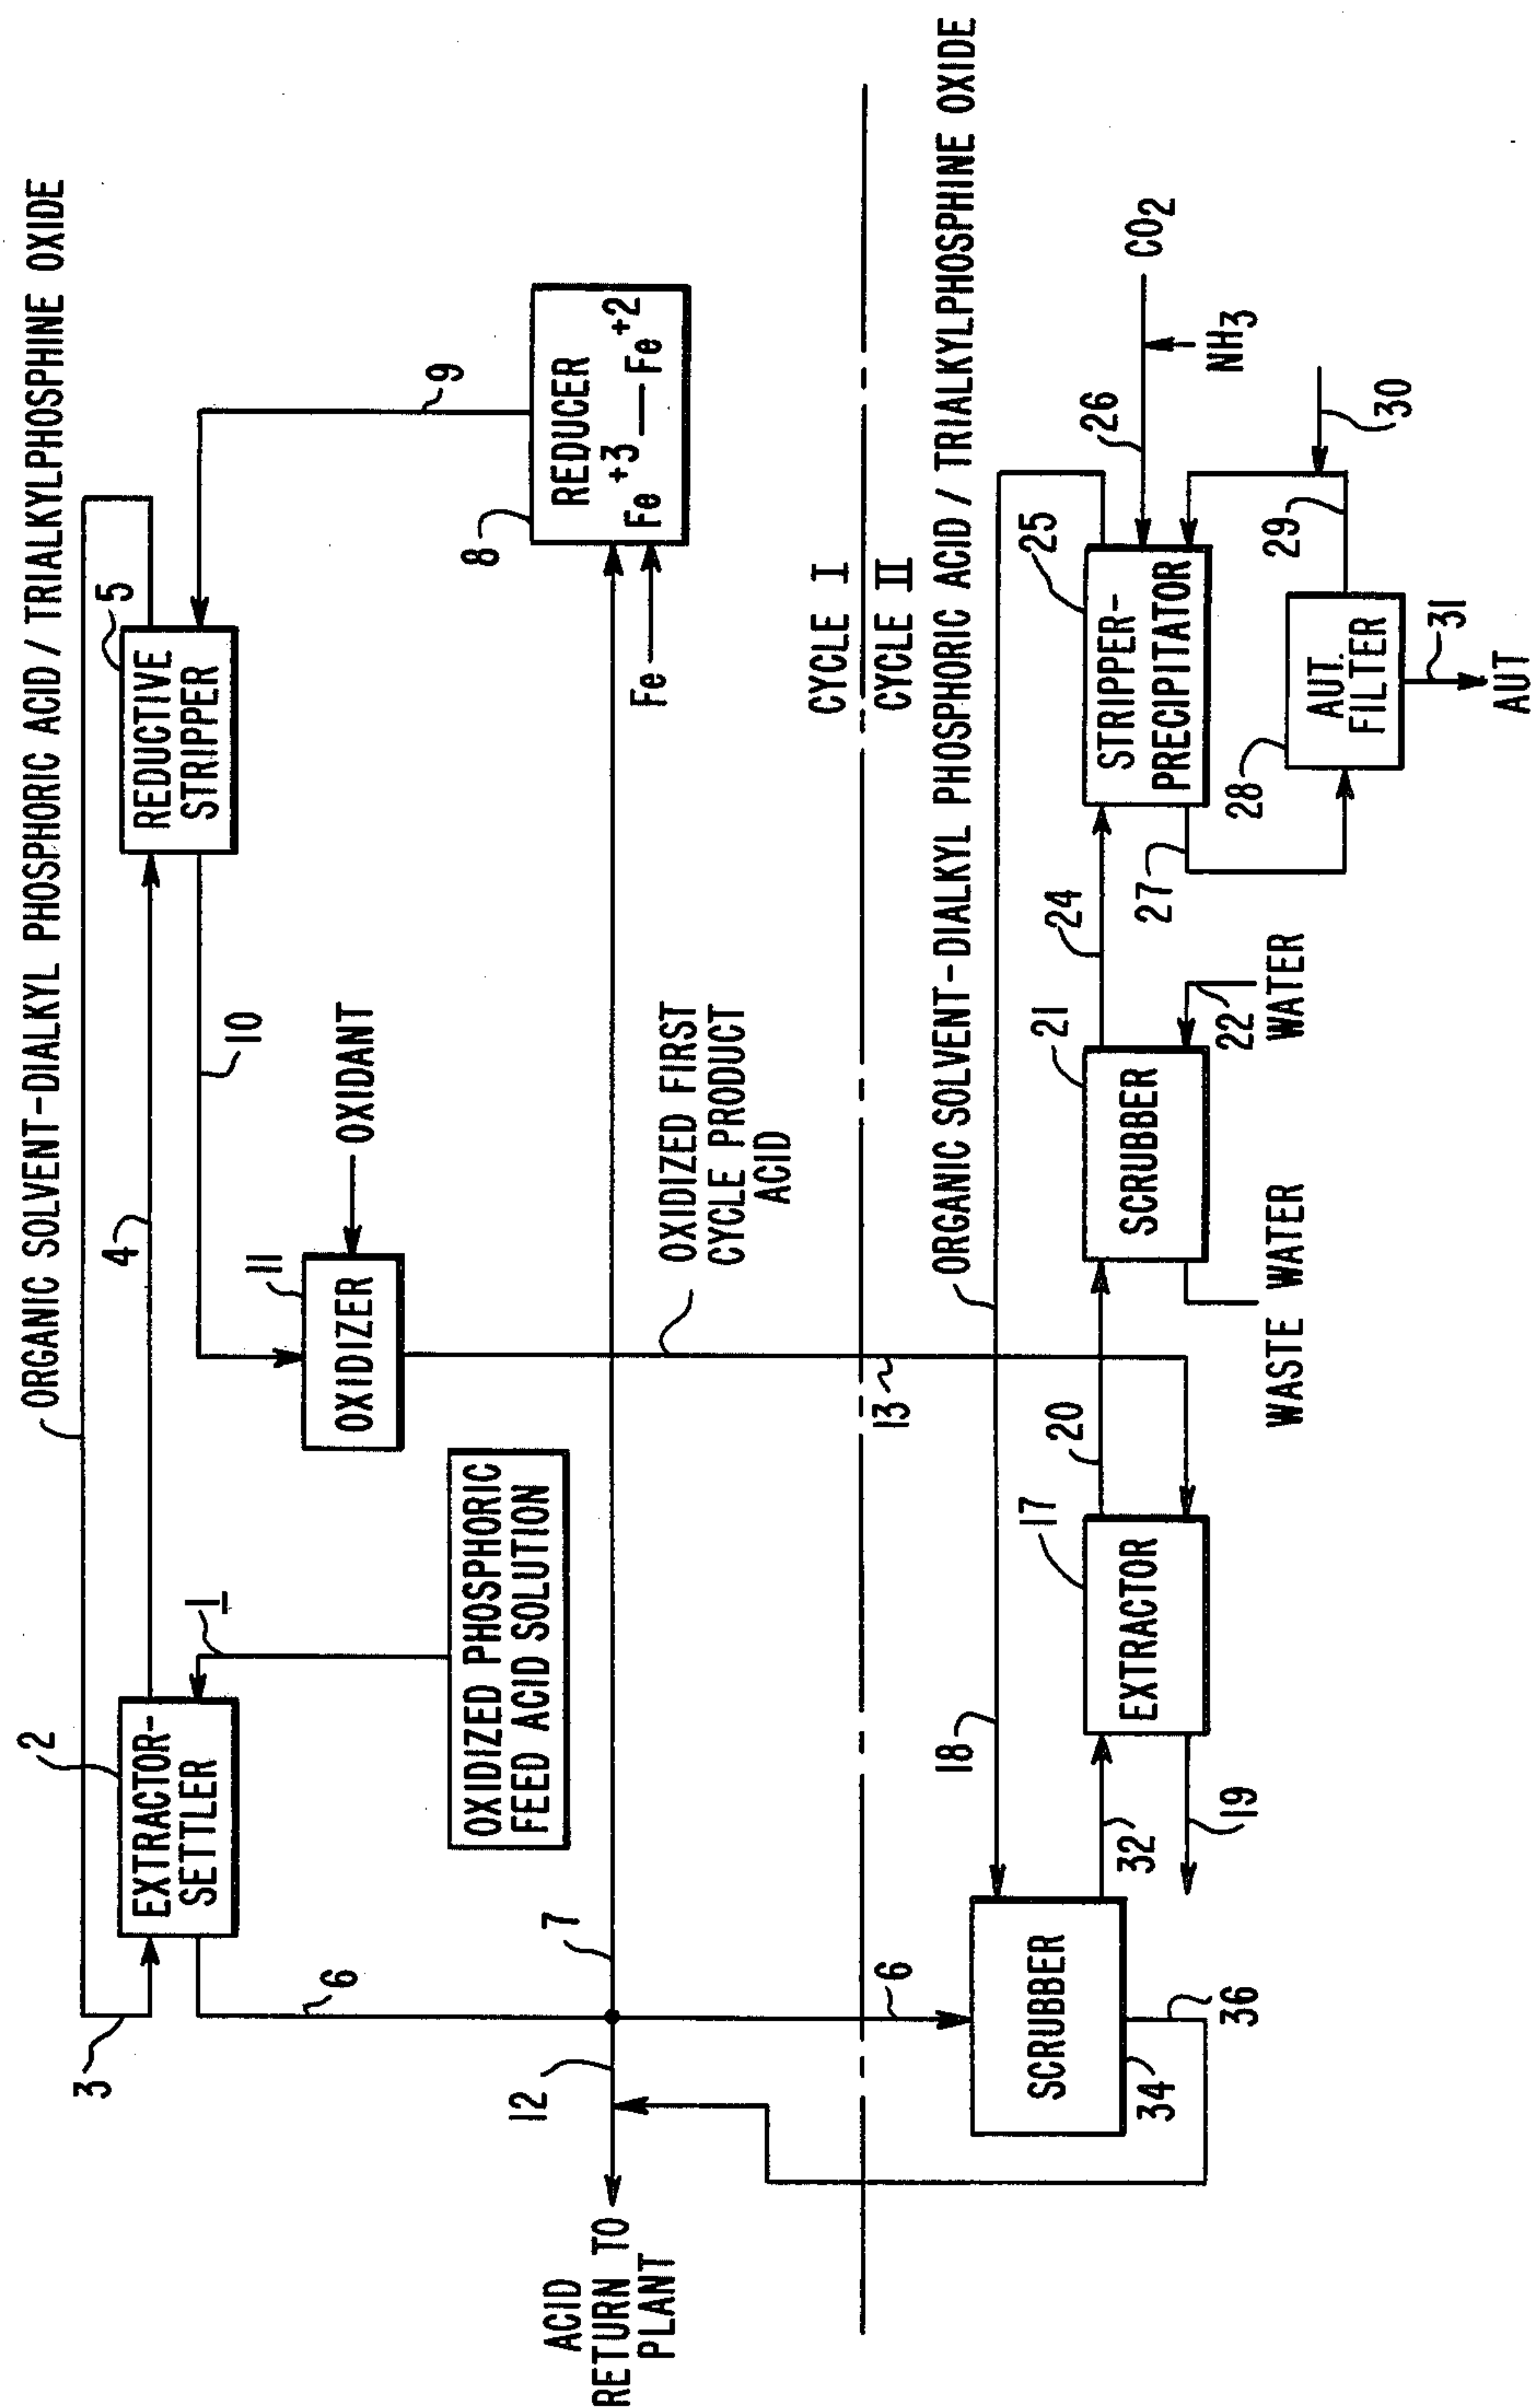 ORGANIC SOLVENT-DIALKYL PHOSPHORIC ACID / TRIALKYLPHOSPHINE OXIDE
2
EXTRACTOR-
SETTLER
3
4
5
REDUCTIVE
STRIPPER
1
6
10
9
11
OXIDIZER
OXIDANT
OXIDIZED PHOSPHORIC
FEED ACID SOLUTION
8
REDUCER
Fe+3—Fe+2
Fe
7
12
ACID
RETURN TO
PLANT
OXIDIZED FIRST
CYCLE PRODUCT
ACID
CYCLE I
CYCLE II
6
13
ORGANIC SOLVENT-DIALKYL PHOSPHORIC ACID / TRIALKYLPHOSPHINE OXIDE
18
SCRUBBER
34
36
32
17
EXTRACTOR
19
20
21
SCRUBBER
22
WATER
WASTE WATER
24
25
STRIPPER-
PRECIPITATOR
26
CO2
NH3
27
28
AUT.
FILTER
29
30
31
AUT